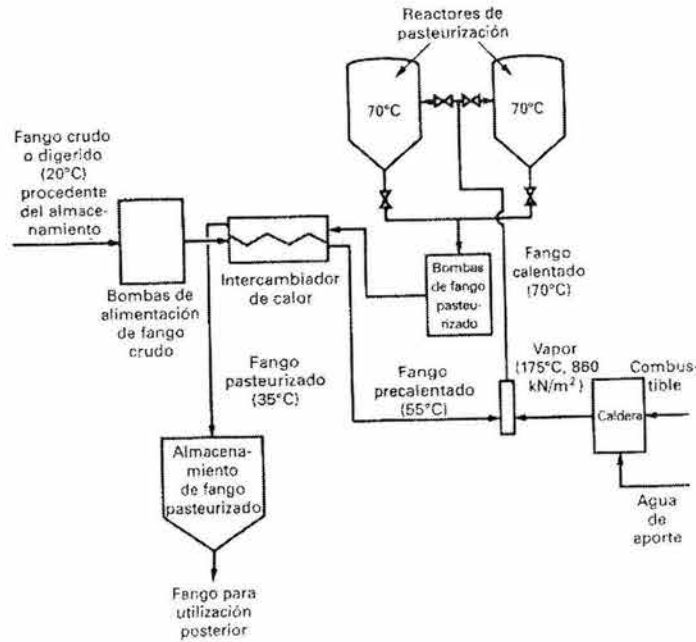 Reactores de
pasteurización
70°C
70°C
Fango crudo
o digerido
(20°C)
procedente
del almace-
namiento
Bombas de
alimentación
de fango
crudo
Intercambiador
de calor
Bombas
de fango
pasteu-
rizado
Fango
calentado
(70°C)
Fango
pasteurizado
(35°C)
Fango
precalentado
(55°C)
Vapor
(175°C, 860
kN/m²)
Combus-
tible
Caldera
Agua
de
aporte
Almacena-
miento
de fango
pasteurizado
Fango para
utilización
posterior